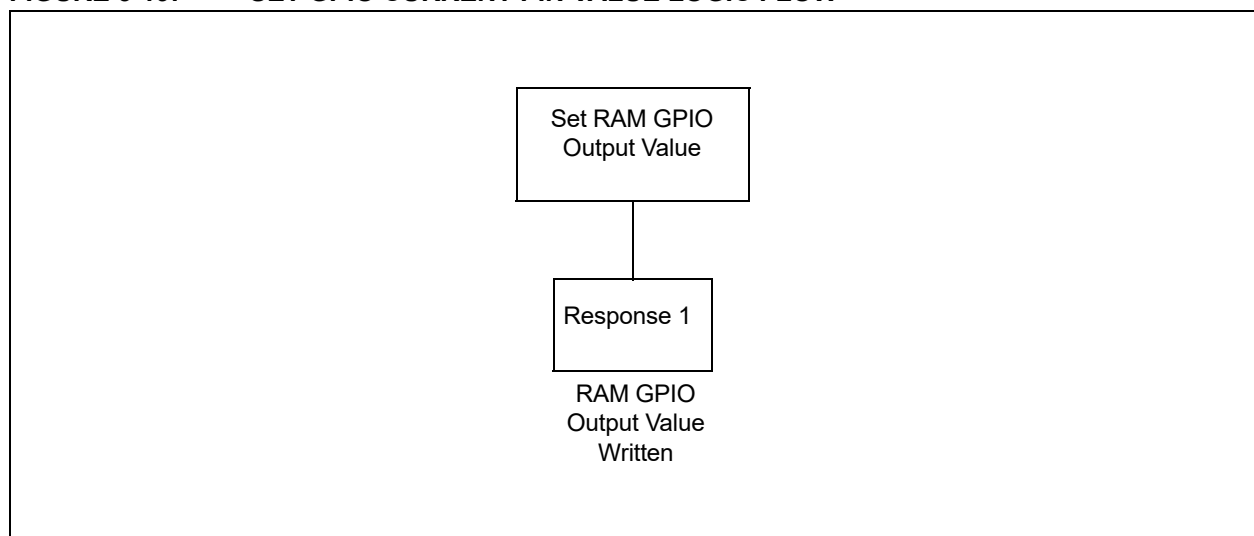 Set RAM GPIO
Output Value
Response 1
RAM GPIO
Output Value
Written